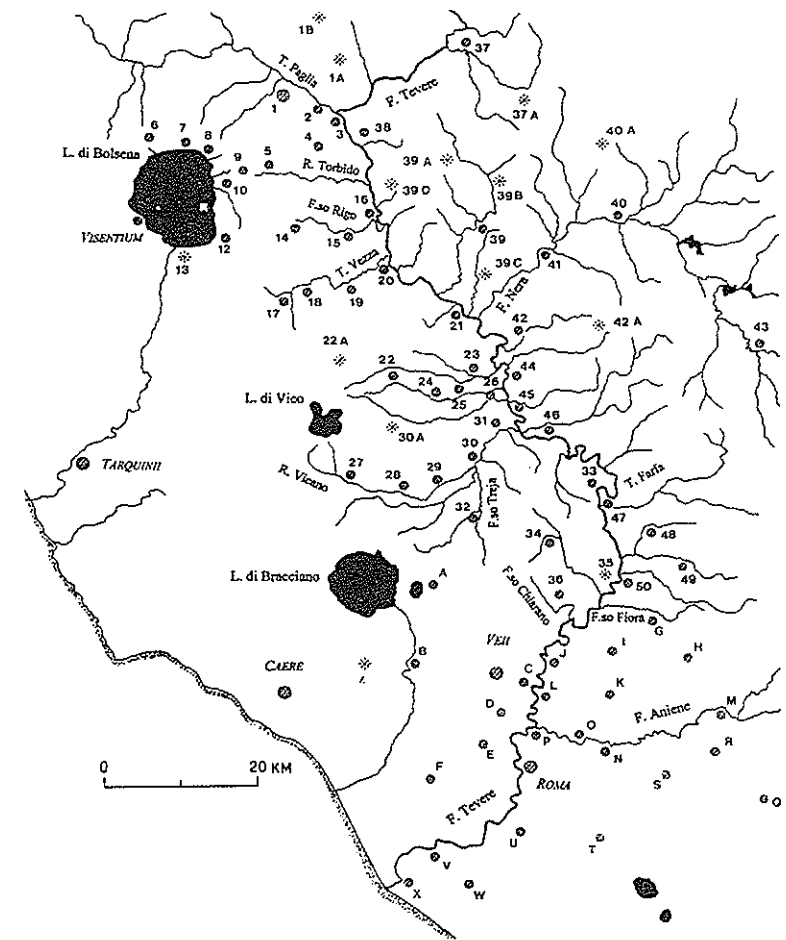 1B
1A
37
T. Paglia
F. Tevere
1
2
3
37 A
38
40 A
6
7
8
4
L. di Bolsena
9
5
R. Torbido
39 A
10
39 D
39 B
16
F.so Rigo
40
VISENTIUM
12
14
15
39
13
T. Vezza
20
39 C
41
17
18
19
F. Nera
21
42
42 A
43
22 A
23
22
24
25
26
44
L. di Vico
45
30 A
31
46
30
27
28
29
R. Vicano
33
T. Farfa
TARQUINII
F.so Treja
32
47
34
48
L. di Bracciano
A
35
49
36
50
F.so Chiarano
F.so Fiora
G
VEII
B
I
H
CAERE
C
J
L
K
D
F. Aniene
M
P
O
N
R
E
0
20 KM
F
ROMA
S
Q
F. Tevere
U
T
V
X
W